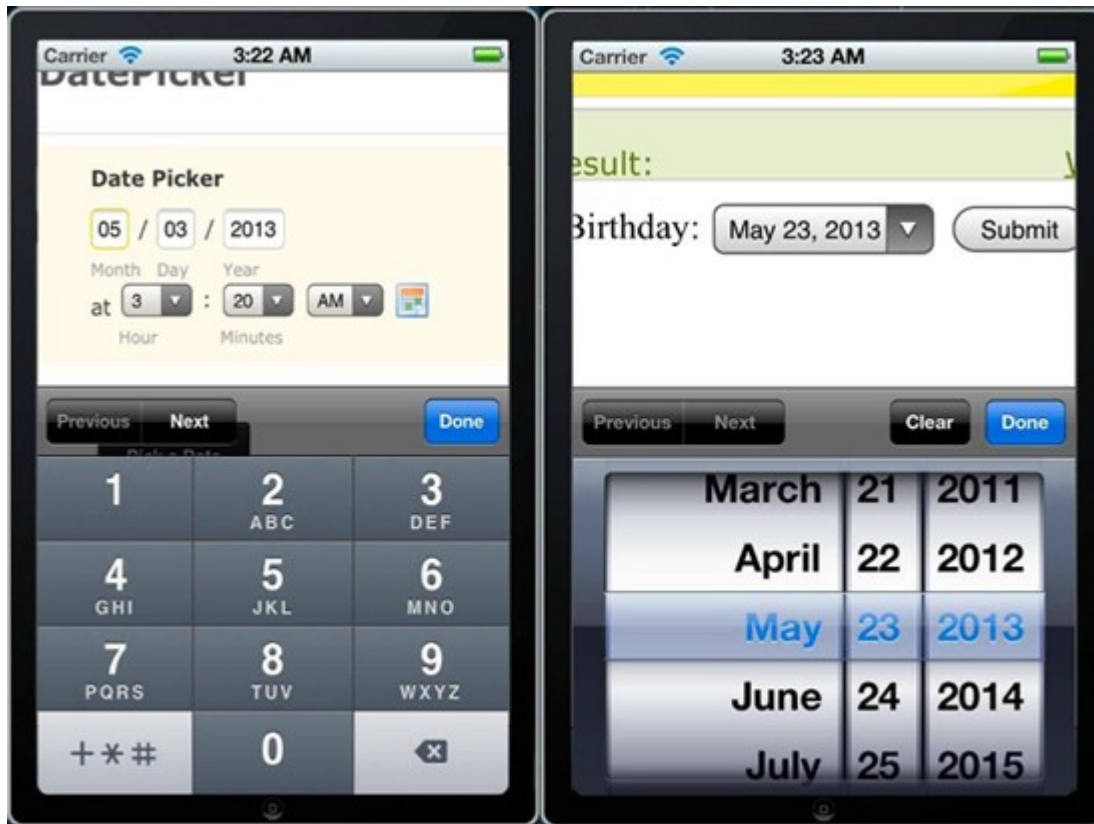 Carrier 3:22 AM
DatePicker
Date Picker
05 / 03 / 2013
Month Day Year
at 3 : 20 AM
Hour Minutes
Previous Next Done
Pick a Date
1 2 3
ABC DEF
4 5 6
GHI JKL MNO
7 8 9
PQRS TUV WXYZ
+*# 0
Carrier 3:23 AM
esult:
Birthday: May 23, 2013 Submit
Previous Next Clear Done
March 21 2011
April 22 2012
May 23 2013
June 24 2014
July 25 2015